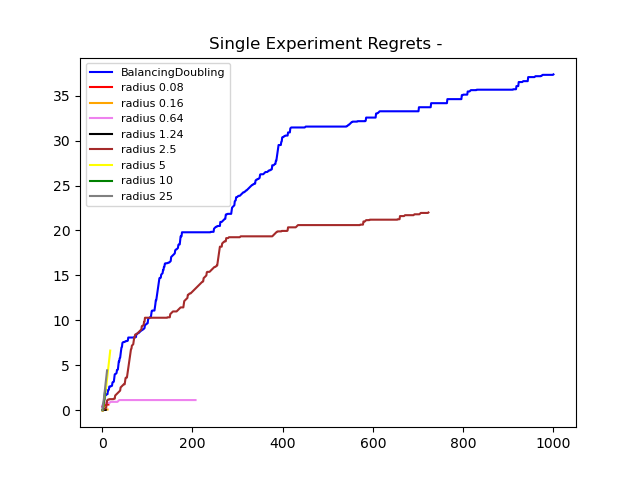 Single Experiment Regrets -
BalancingDoubling
radius 0.08
radius 0.16
radius 0.64
radius 1.24
radius 2.5
radius 5
radius 10
radius 25
35
30
25
20
15
10
5
0
0 200 400 600 800 1000